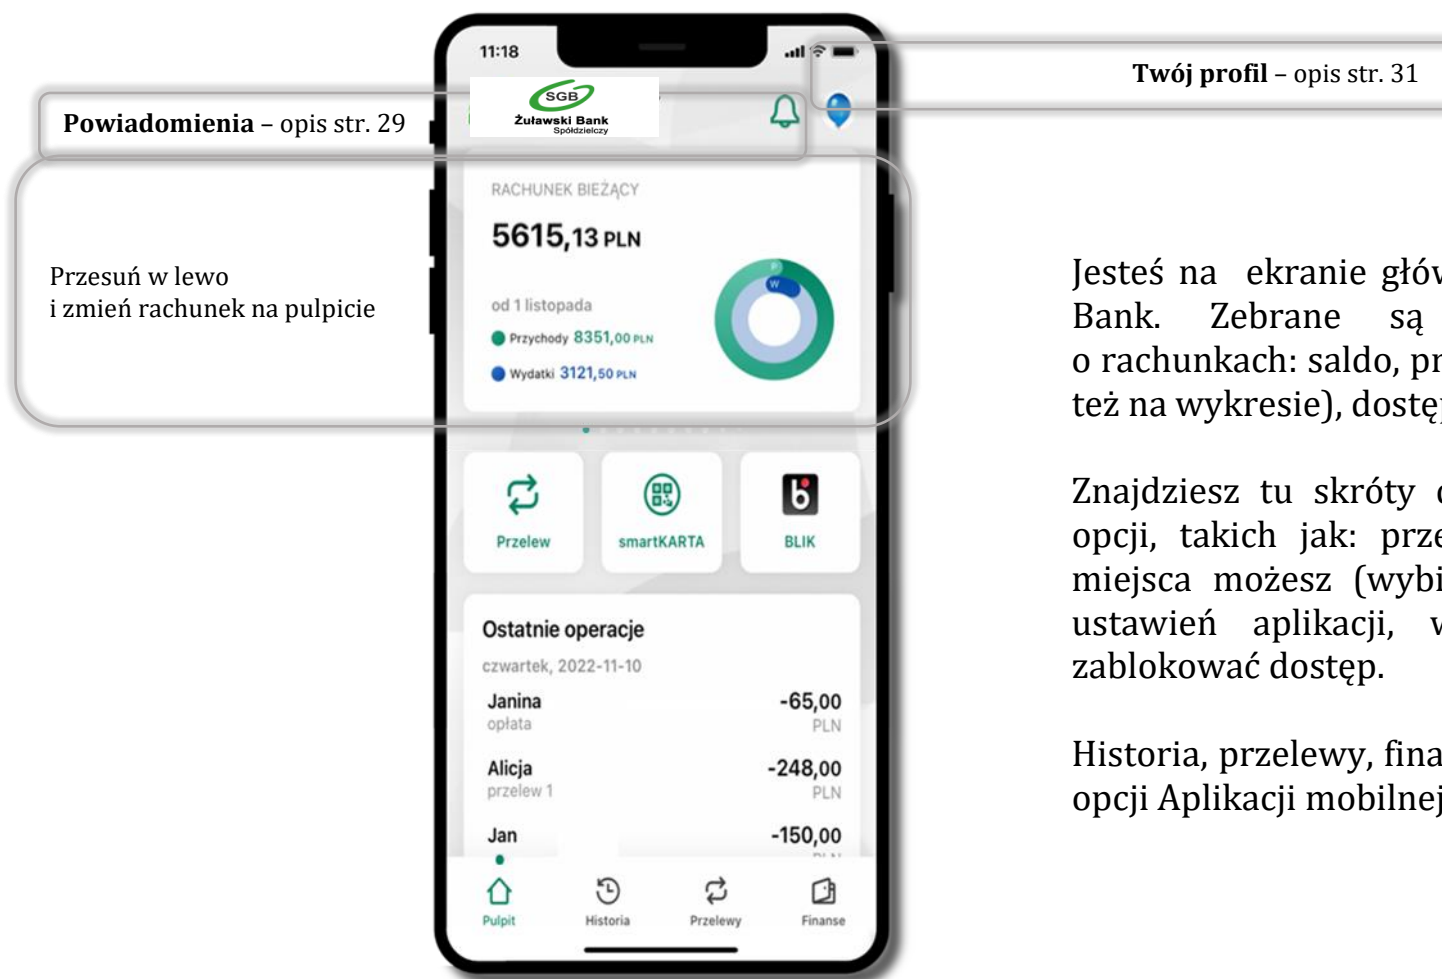 11:18
Twój profil – opis str. 31
SGB
Żuławski Bank
Spółdzielczy
Powiadomienia – opis str. 29
RACHUNEK BIEŻĄCY
5615,13 PLN
P
W
Przesuń w lewo
i zmień rachunek na pulpicie
od 1 listopada
Przychody 8351,00 PLN
Wydatki 3121,50 PLN
Przelew
smartKARTA
BLIK
Ostatnie operacje
czwartek, 2022-11-10
Janina -65,00
opłata PLN
Alicja -248,00
przelew 1 PLN
Jan -150,00
Pulpit
Historia
Przelewy
Finanse
Jesteś na ekranie głów
Bank. Zebrane są
o rachunkach: saldo, pr
też na wykresie), dostęp
Znajdziesz tu skróty
opcji, takich jak: prze
miejsca możesz (wybi
ustawień aplikacji,
zablokować dostęp.
Historia, przelewy, fina
opcji Aplikacji mobilnej